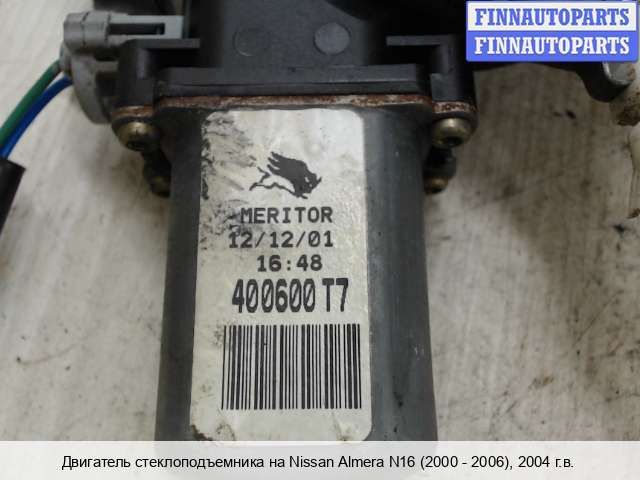 FINNAUTOPARTS
FINNAUTOPARTS
MERITOR
12/12/01
16:48
400600 T7
Двигатель стеклоподъемника на Nissan Almera N16 (2000 - 2006), 2004 г.в.